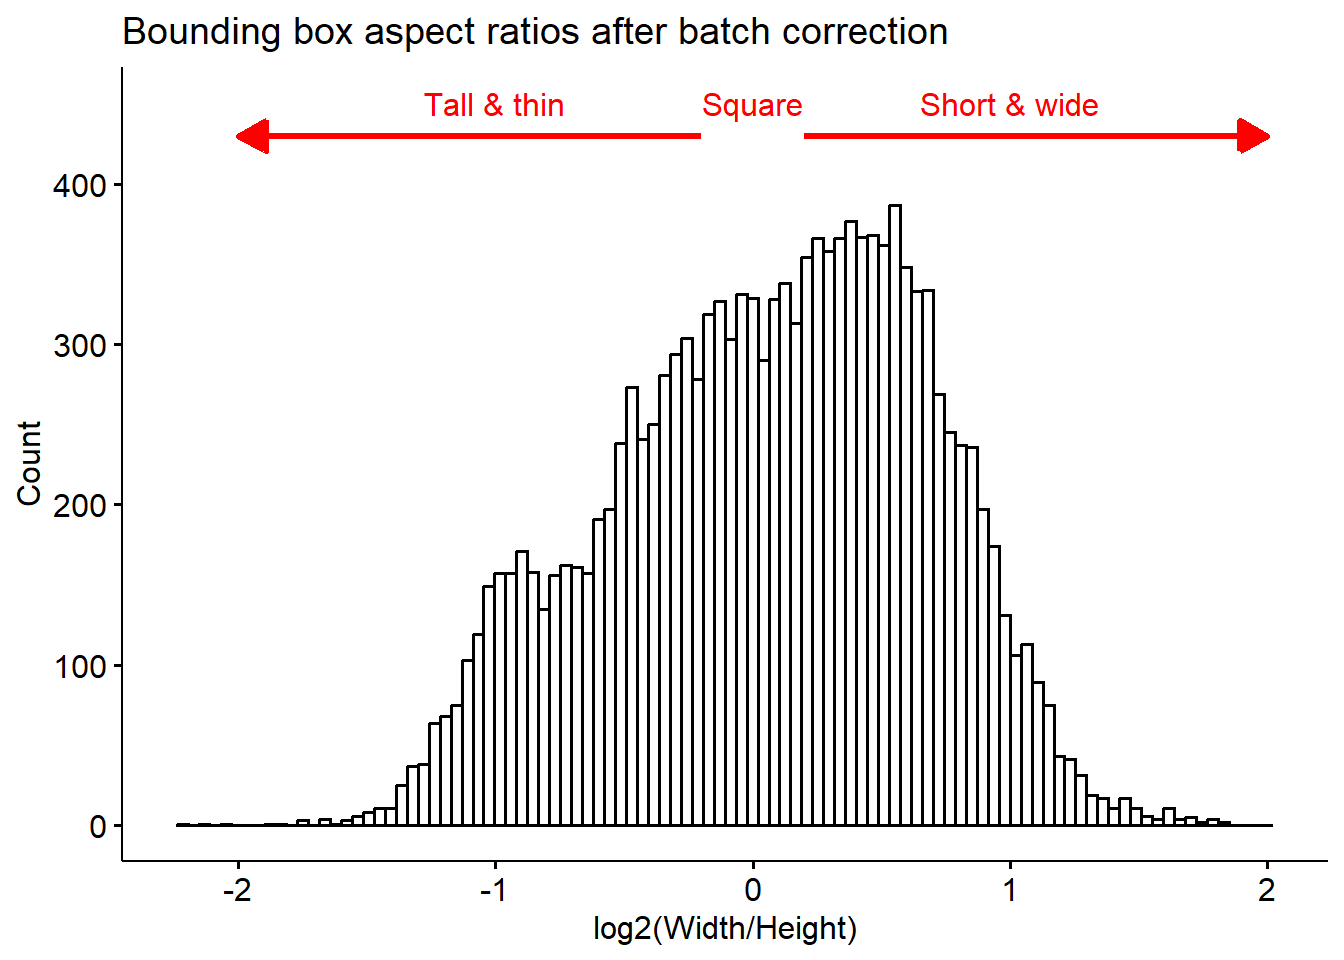 Bounding box aspect ratios after batch correction
Tall & thin Square Short & wide
400
300
200
100
0
Count
-2 -1 0 1 2
log2(Width/Height)